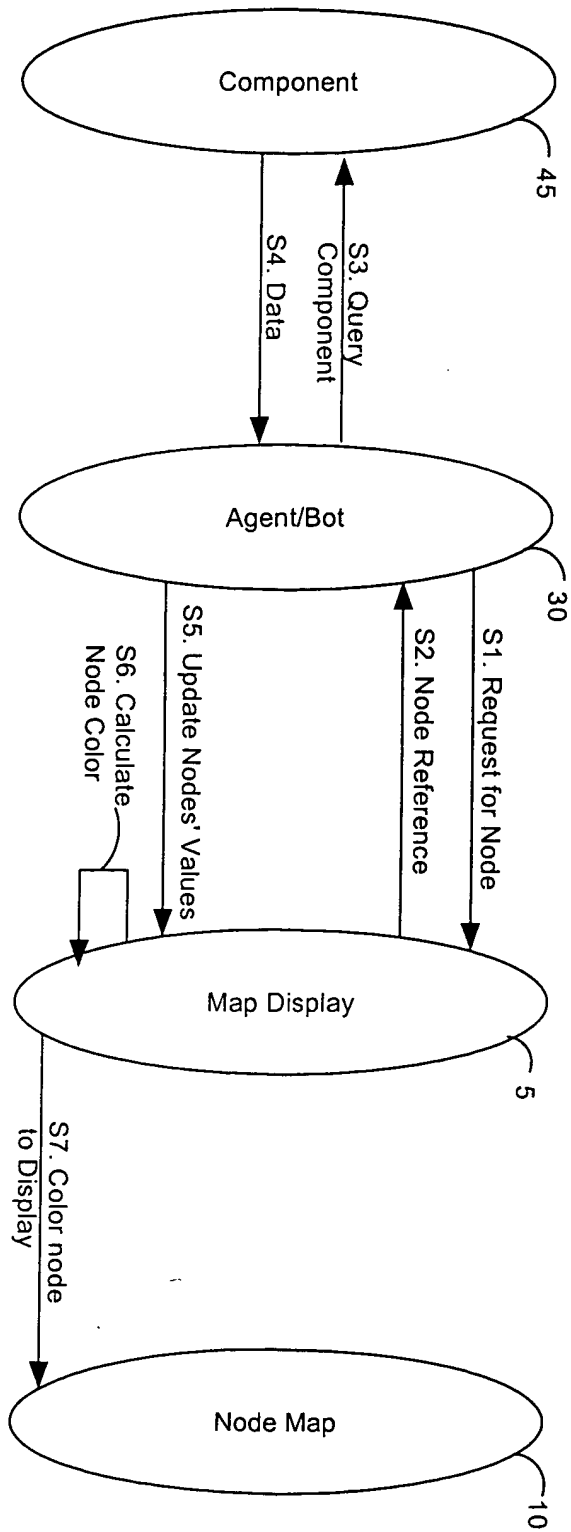 Component
45
S3. Query
Component
S4. Data
Agent/Bot
30
S1. Request for Node
S2. Node Reference
S5. Update Nodes' Values
S6. Calculate
Node Color
Map Display
5
S7. Color node
to Display
Node Map
10